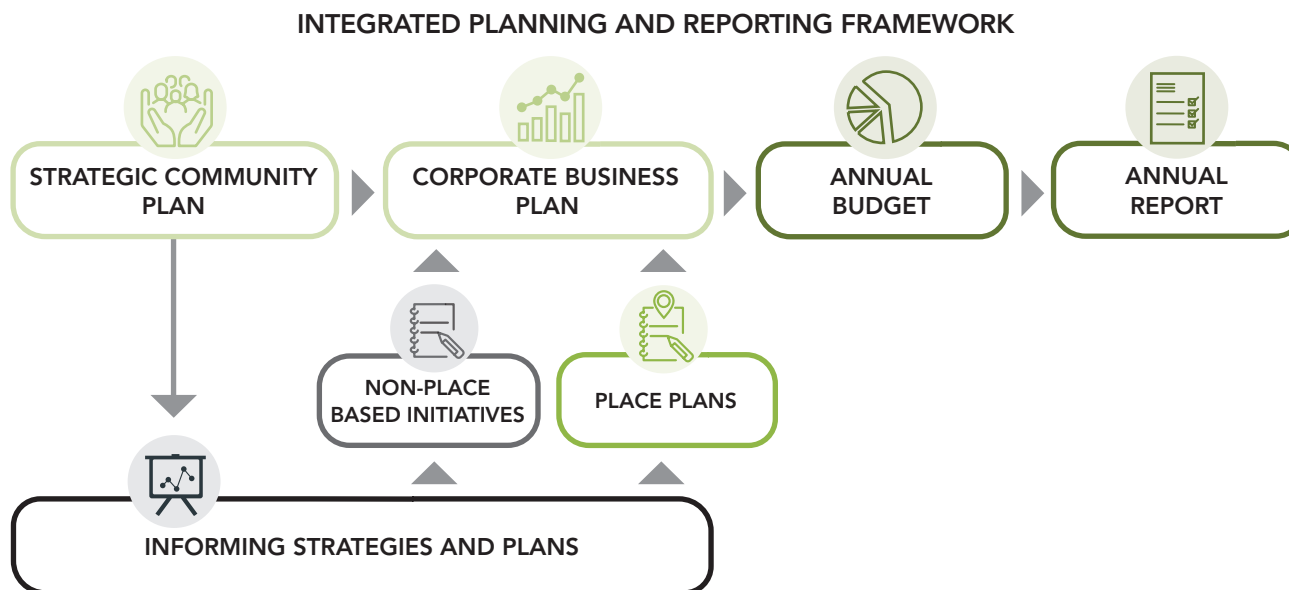 INTEGRATED PLANNING AND REPORTING FRAMEWORK
STRATEGIC COMMUNITY
PLAN
CORPORATE BUSINESS
PLAN
ANNUAL
BUDGET
ANNUAL
REPORT
NON-PLACE
BASED INITIATIVES
PLACE PLANS
INFORMING STRATEGIES AND PLANS